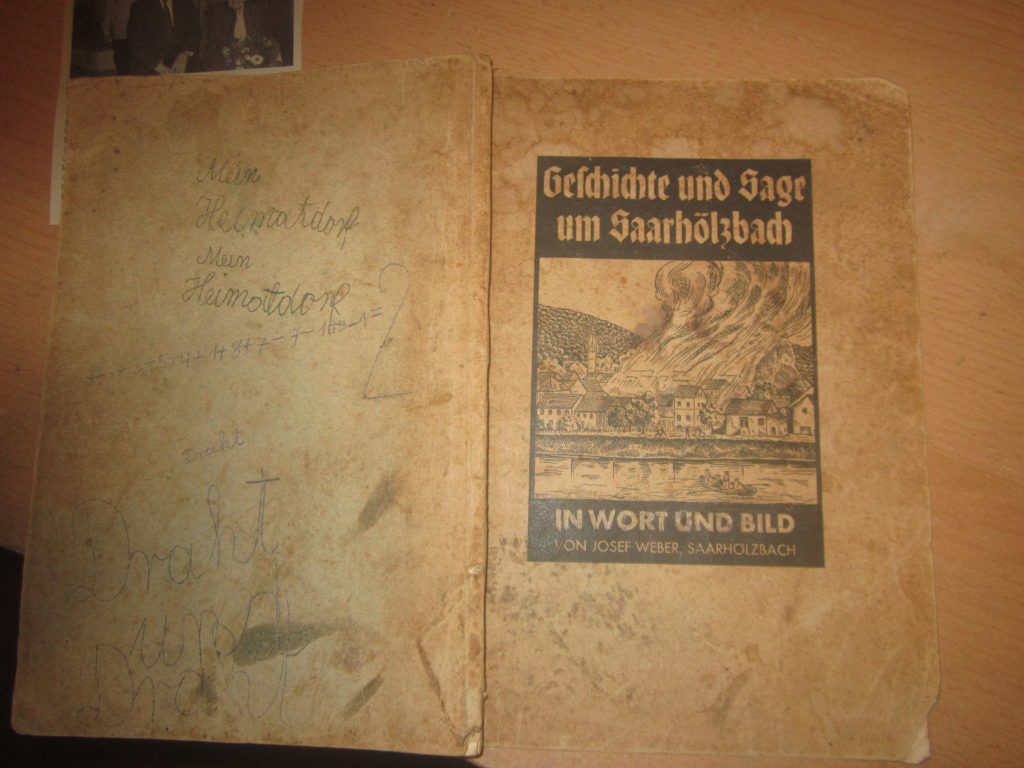 Mein
Heimatdorf
Mein
Heimatdorf
2
Draht
Draht
und
Draht
Geschichte und Sage
um Saarhölzbach
IN WORT UND BILD
VON JOSEF WEBER, SAARHÖLZBACH